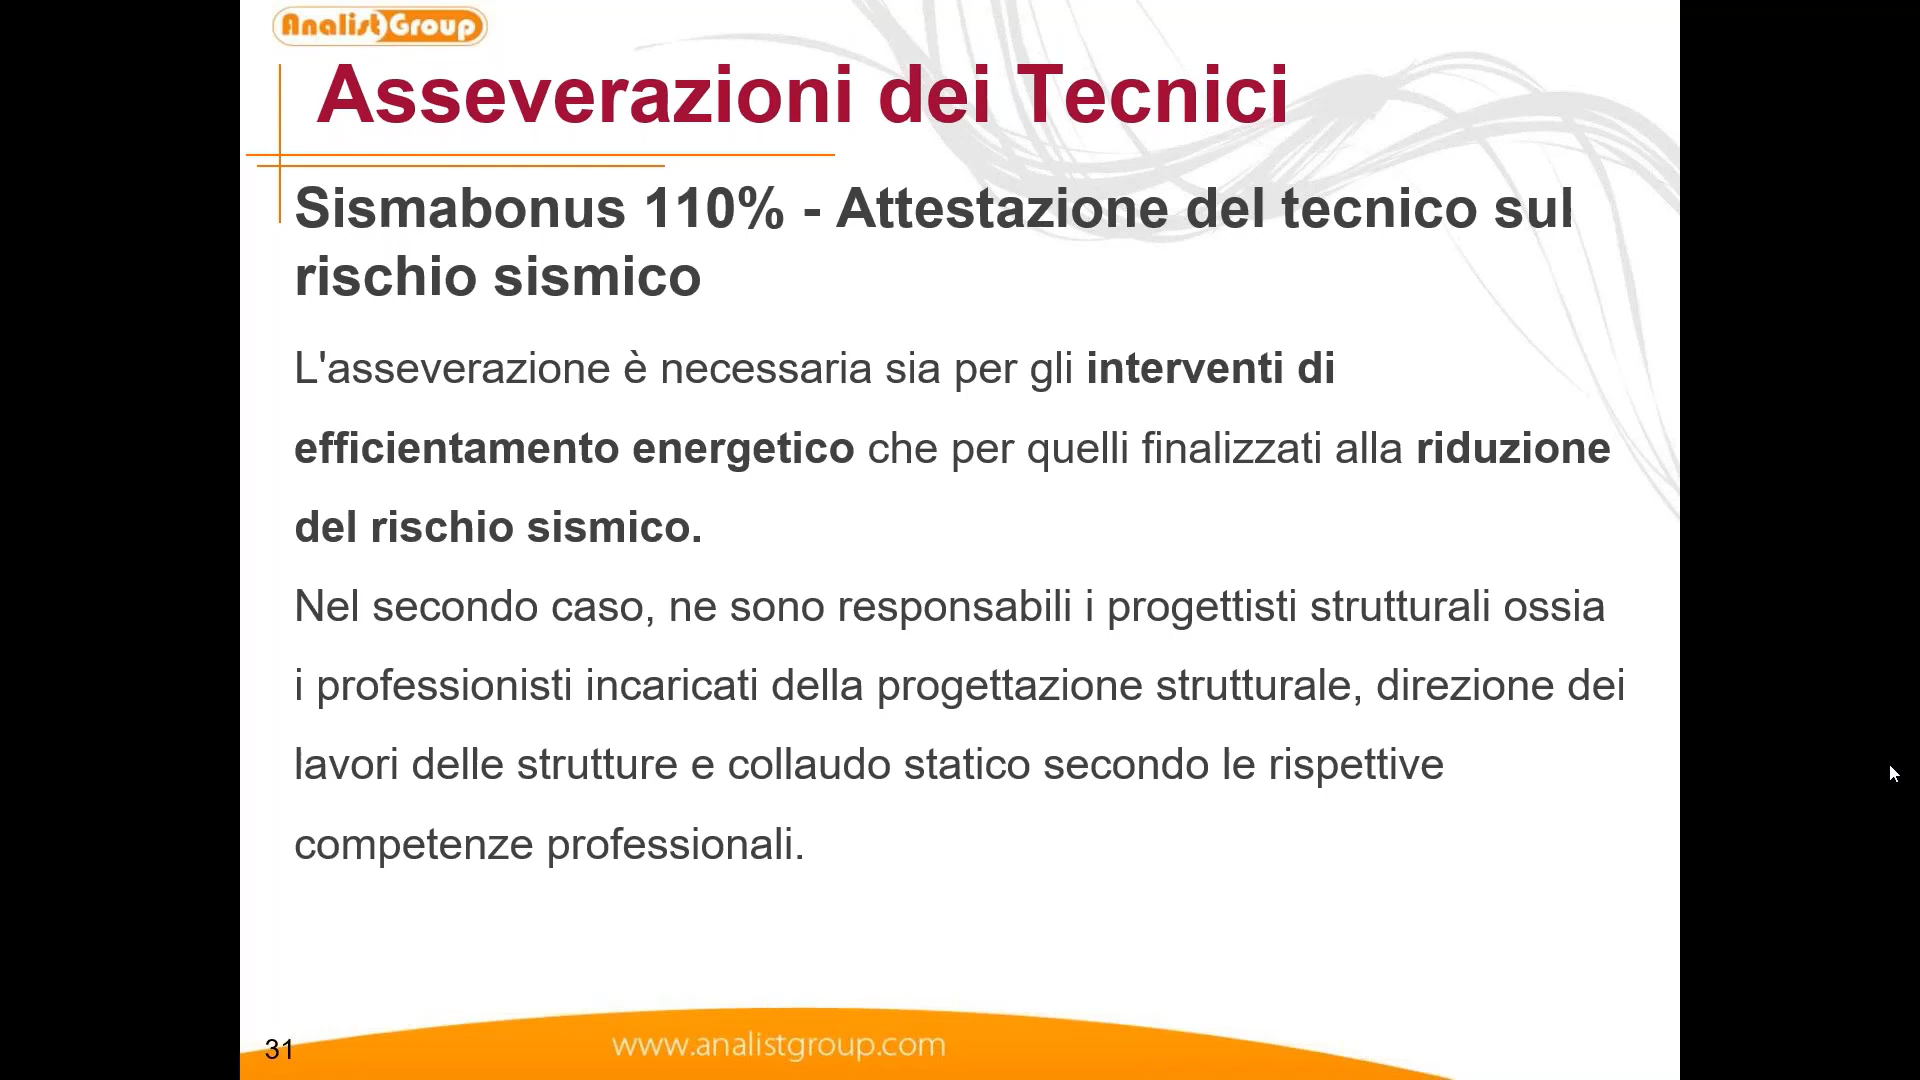 AnalistGroup
Asseverazioni dei Tecnici
Sismabonus 110% - Attestazione del tecnico sul
rischio sismico
L'asseverazione è necessaria sia per gli interventi di
efficientamento energetico che per quelli finalizzati alla riduzione
del rischio sismico.
Nel secondo caso, ne sono responsabili i progettisti strutturali ossia
i professionisti incaricati della progettazione strutturale, direzione dei
lavori delle strutture e collaudo statico secondo le rispettive
competenze professionali.
31
www.analistgroup.com